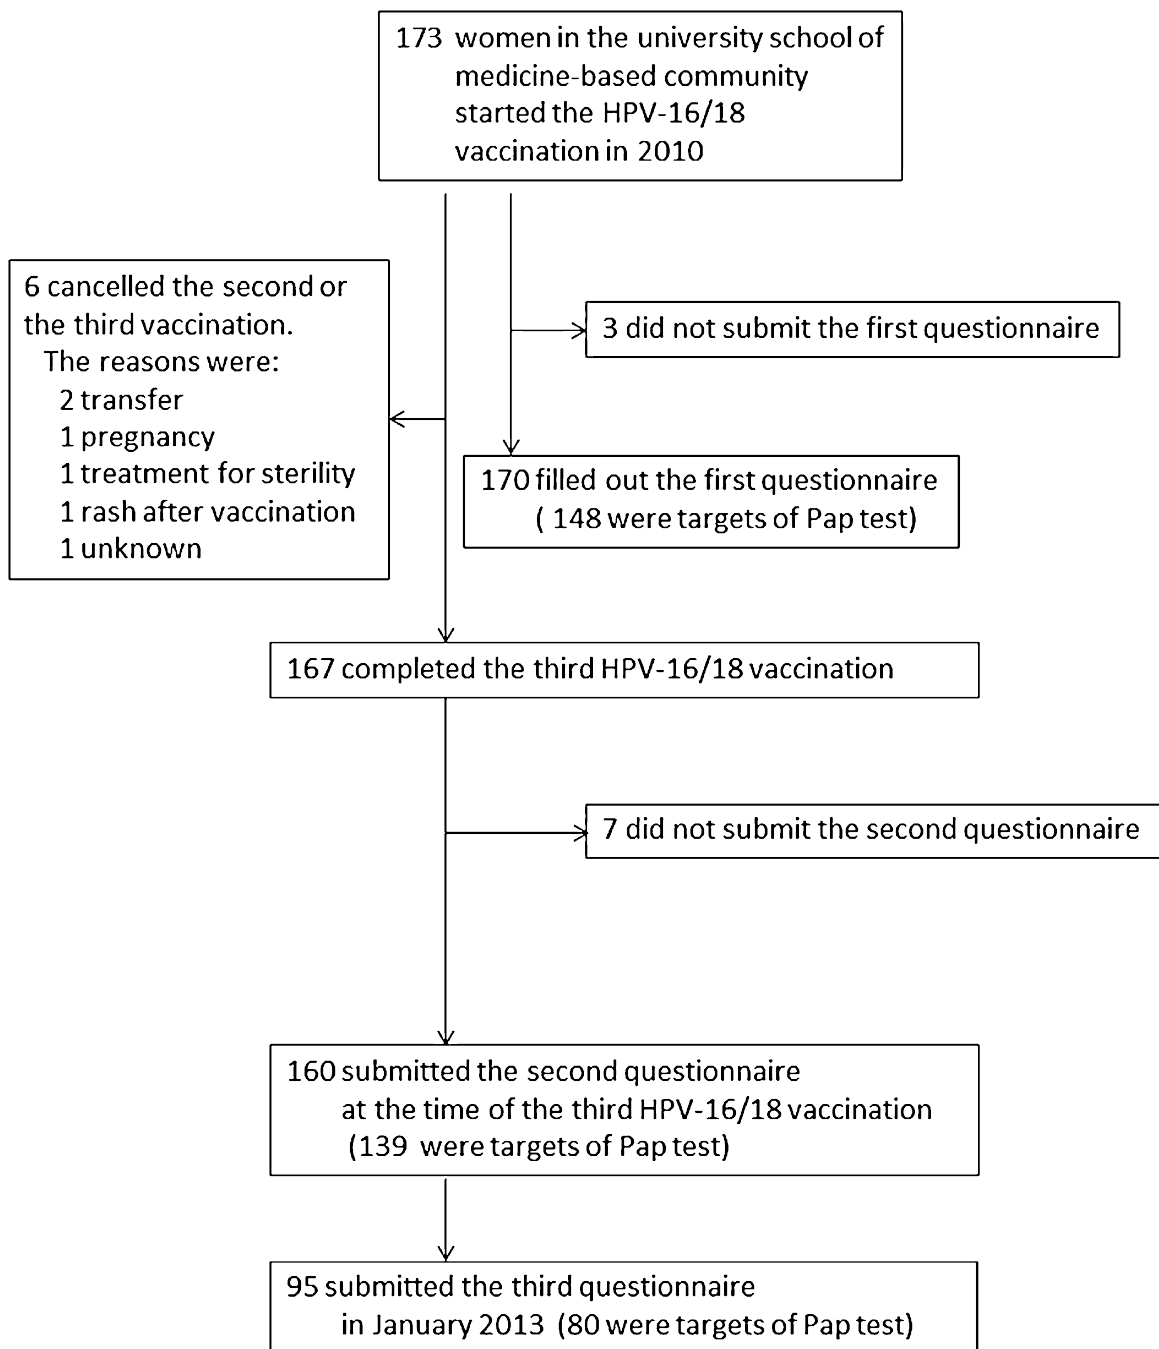 173 women in the university school of
medicine-based community
started the HPV-16/18
vaccination in 2010
6 cancelled the second or
the third vaccination.
The reasons were:
2 transfer
1 pregnancy
1 treatment for sterility
1 rash after vaccination
1 unknown
3 did not submit the first questionnaire
170 filled out the first questionnaire
( 148 were targets of Pap test)
167 completed the third HPV-16/18 vaccination
7 did not submit the second questionnaire
160 submitted the second questionnaire
at the time of the third HPV-16/18 vaccination
(139 were targets of Pap test)
95 submitted the third questionnaire
in January 2013 (80 were targets of Pap test)